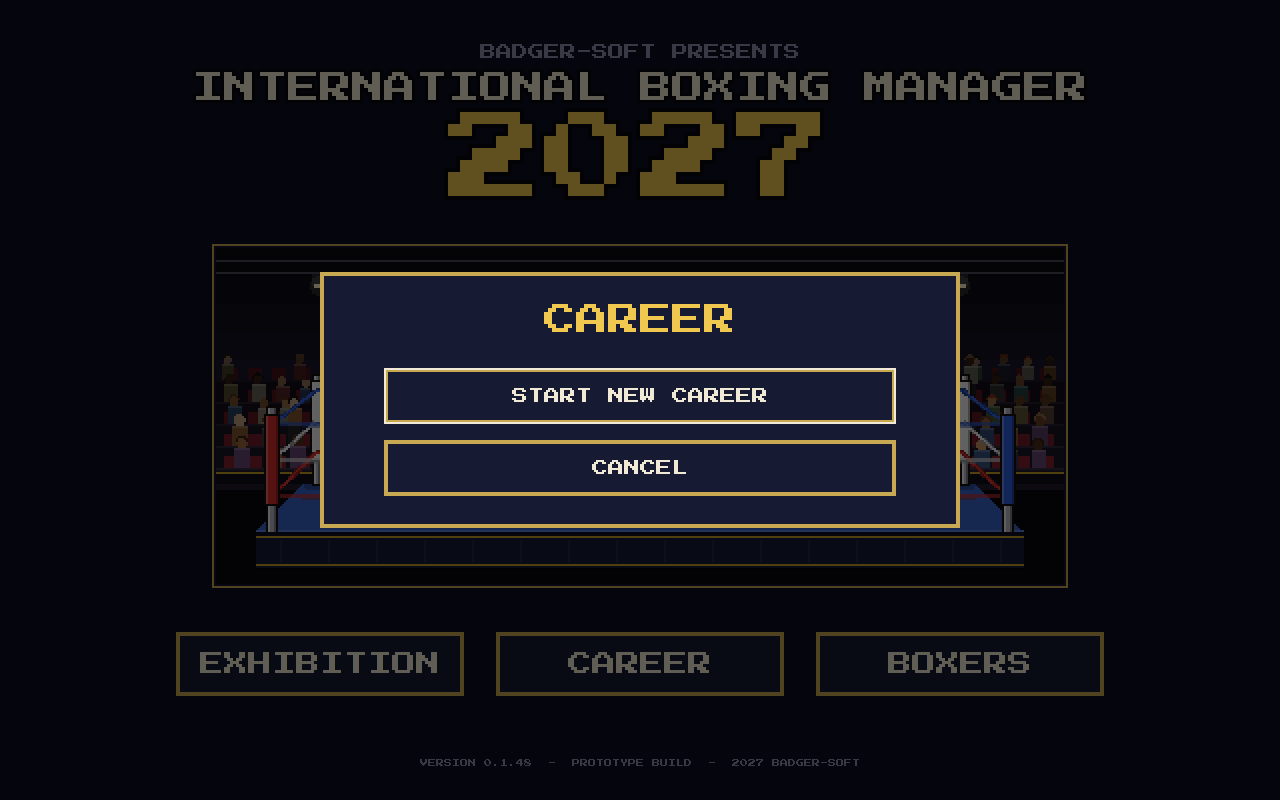 BADGER-SOFT PRESENTS
INTERNATIONAL BOXING MANAGER
2027
CAREER
START NEW CAREER
CANCEL
EXHIBITION CAREER BOXERS
VERSION 0.1.48 - PROTOTYPE BUILD - 2027 BADGER-SOFT